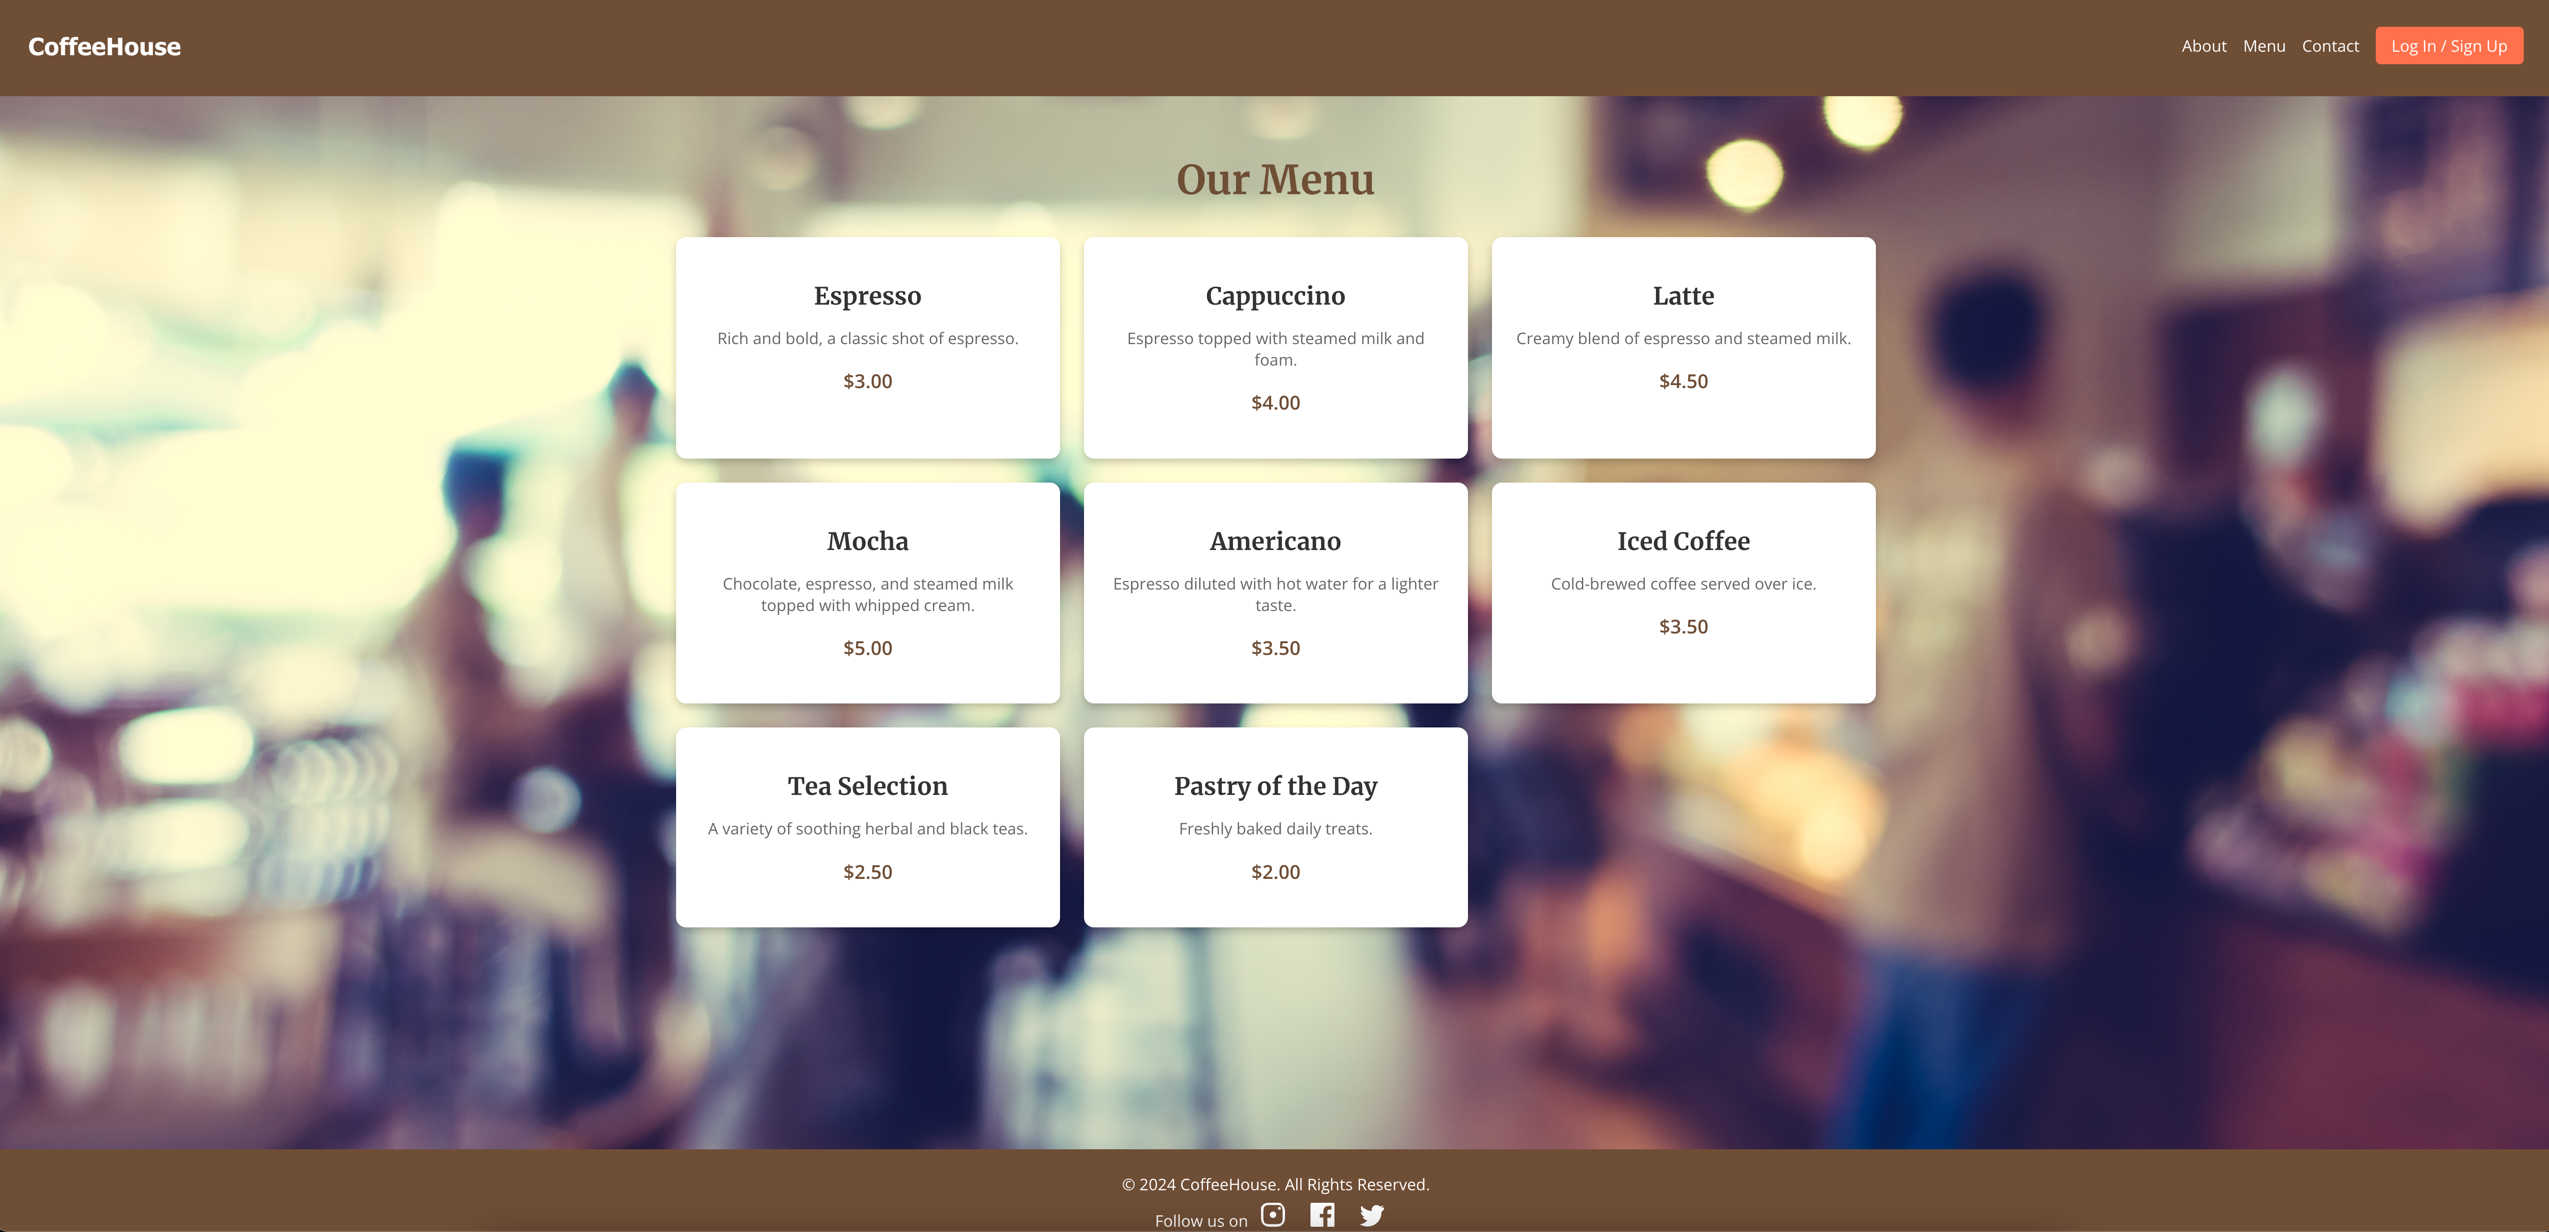 CoffeeHouse
About Menu Contact Log In / Sign Up
Our Menu
Espresso
Rich and bold, a classic shot of espresso.
$3.00
Cappuccino
Espresso topped with steamed milk and
foam.
$4.00
Latte
Creamy blend of espresso and steamed milk.
$4.50
Mocha
Chocolate, espresso, and steamed milk
topped with whipped cream.
$5.00
Americano
Espresso diluted with hot water for a lighter
taste.
$3.50
Iced Coffee
Cold-brewed coffee served over ice.
$3.50
Tea Selection
A variety of soothing herbal and black teas.
$2.50
Pastry of the Day
Freshly baked daily treats.
$2.00
© 2024 CoffeeHouse. All Rights Reserved.
Follow us on